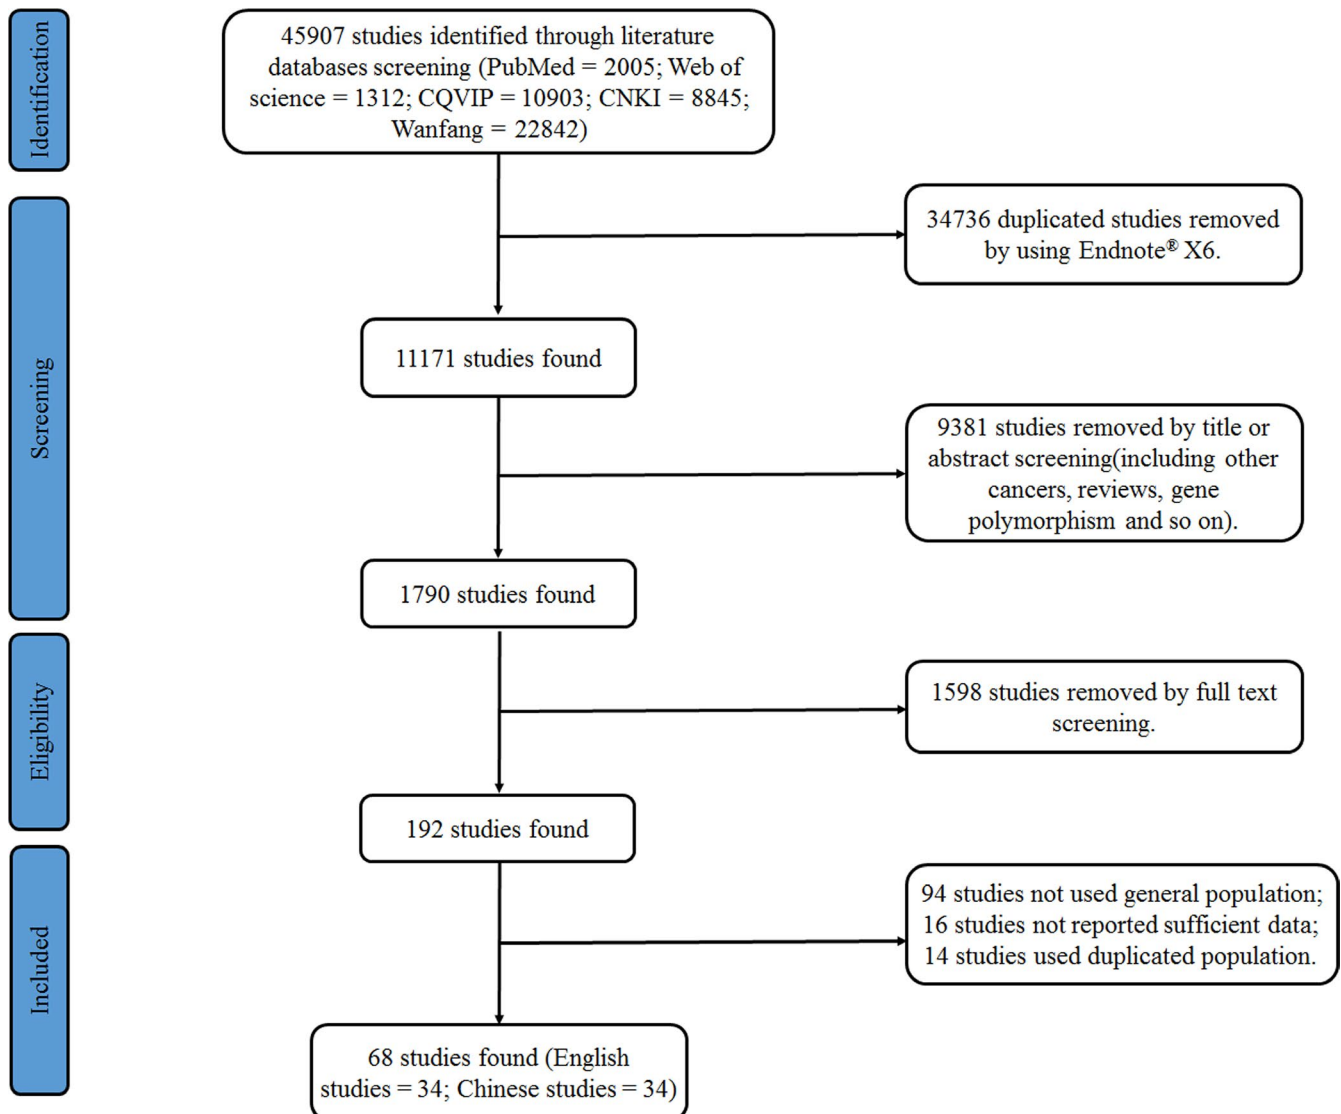 Identification
45907 studies identified through literature
databases screening (PubMed = 2005; Web of
science = 1312; CQVIP = 10903; CNKI = 8845;
Wanfang = 22842)
Screening
34736 duplicated studies removed
by using Endnote® X6.
11171 studies found
9381 studies removed by title or
abstract screening(including other
cancers, reviews, gene
polymorphism and so on).
1790 studies found
Eligibility
1598 studies removed by full text
screening.
192 studies found
Included
94 studies not used general population;
16 studies not reported sufficient data;
14 studies used duplicated population.
68 studies found (English
studies = 34; Chinese studies = 34)